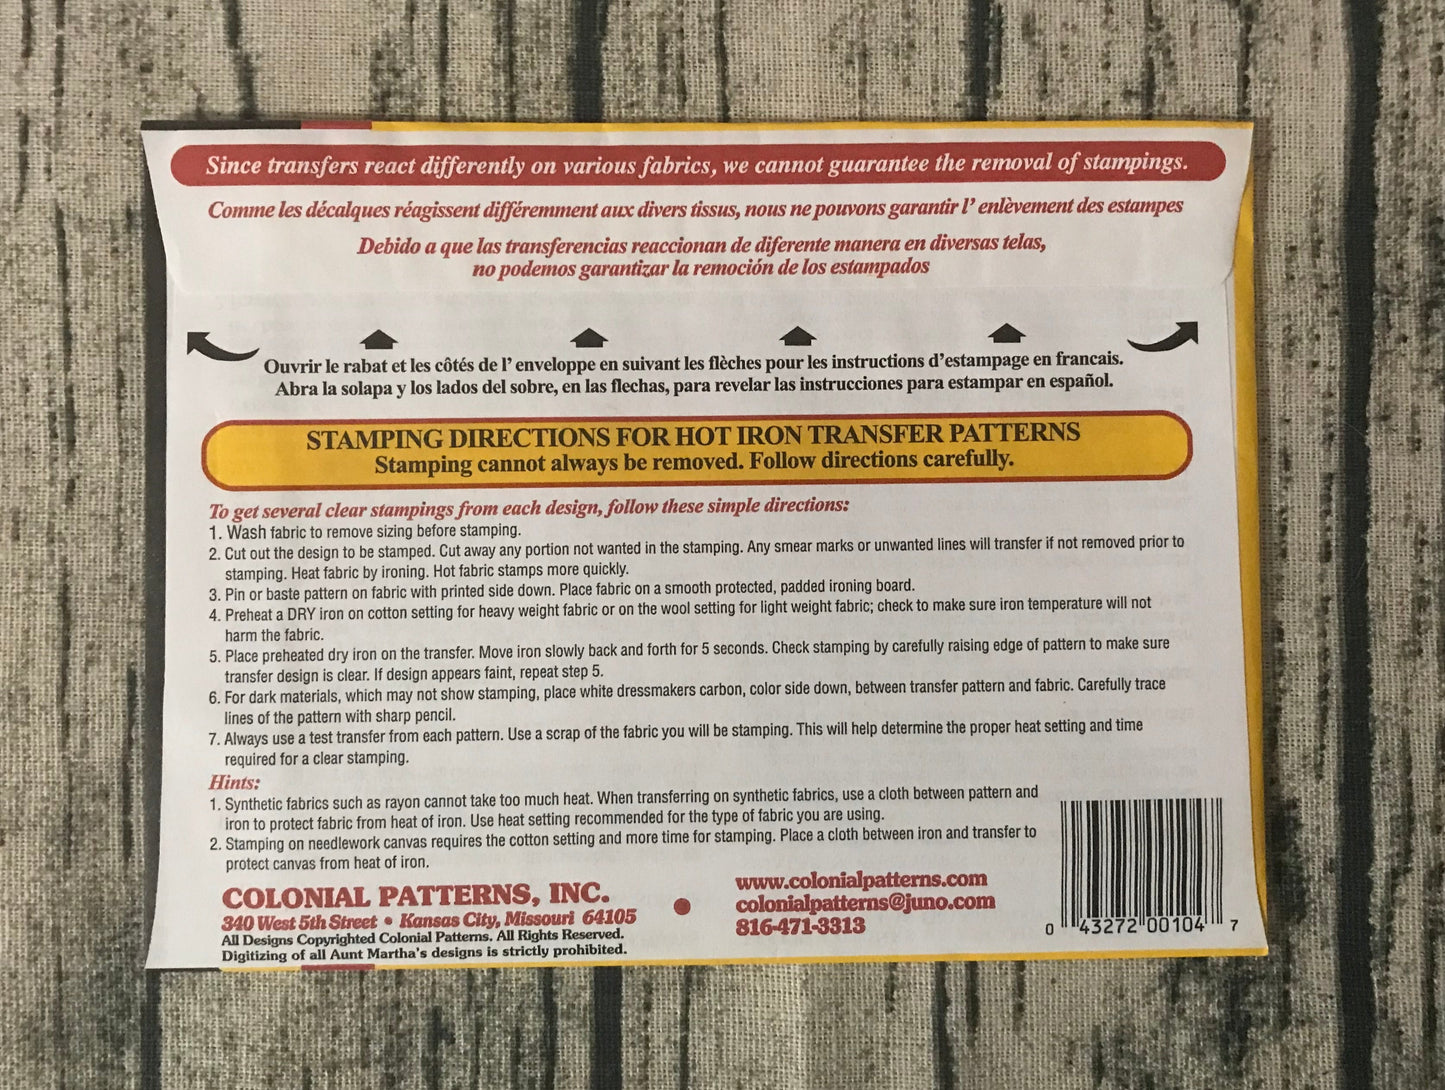 Since transfers react differently on various fabrics, we cannot guarantee the removal of stampings.
Comme les décalques réagissent différemment aux divers tissus, nous ne pouvons garantir l’ enlèvement des estampes
Debido a que las transferencias reaccionan de diferente manera en diversas telas,
no podemos garantizar la remoción de los estampados
Ouvrir le rabat et les côtés de l’ enveloppe en suivant les flèches pour les instructions d’estampage en francais.
Abra la solapa y los lados del sobre, en las flechas, para revelar las instrucciones para estampar en español.
STAMPING DIRECTIONS FOR HOT IRON TRANSFER PATTERNS
Stamping cannot always be removed. Follow directions carefully.
To get several clear stampings from each design, follow these simple directions:
1. Wash fabric to remove sizing before stamping.
2. Cut out the design to be stamped. Cut away any portion not wanted in the stamping. Any smear marks or unwanted lines will transfer if not removed prior to
stamping. Heat fabric by ironing. Hot fabric stamps more quickly.
3. Pin or baste pattern on fabric with printed side down. Place fabric on a smooth protected, padded ironing board.
4. Preheat a DRY iron on cotton setting for heavy weight fabric or on the wool setting for light weight fabric; check to make sure iron temperature will not
harm the fabric.
5. Place preheated dry iron on the transfer. Move iron slowly back and forth for 5 seconds. Check stamping by carefully raising edge of pattern to make sure
transfer design is clear. If design appears faint, repeat step 5.
6. For dark materials, which may not show stamping, place white dressmakers carbon, color side down, between transfer pattern and fabric. Carefully trace
lines of the pattern with sharp pencil.
7. Always use a test transfer from each pattern. Use a scrap of the fabric you will be stamping. This will help determine the proper heat setting and time
required for a clear stamping.
Hints:
1. Synthetic fabrics such as rayon cannot take too much heat. When transferring on synthetic fabrics, use a cloth between pattern and
iron to protect fabric from heat of iron. Use heat setting recommended for the type of fabric you are using.
2. Stamping on needlework canvas requires the cotton setting and more time for stamping. Place a cloth between iron and transfer to
protect canvas from heat of iron.
COLONIAL PATTERNS, INC.
340 West 5th Street • Kansas City, Missouri 64105
All Designs Copyrighted Colonial Patterns. All Rights Reserved.
Digitizing of all Aunt Martha's designs is strictly prohibited.
www.colonialpatterns.com
colonialpatterns@juno.com
816-471-3313
0 43272 00104 7